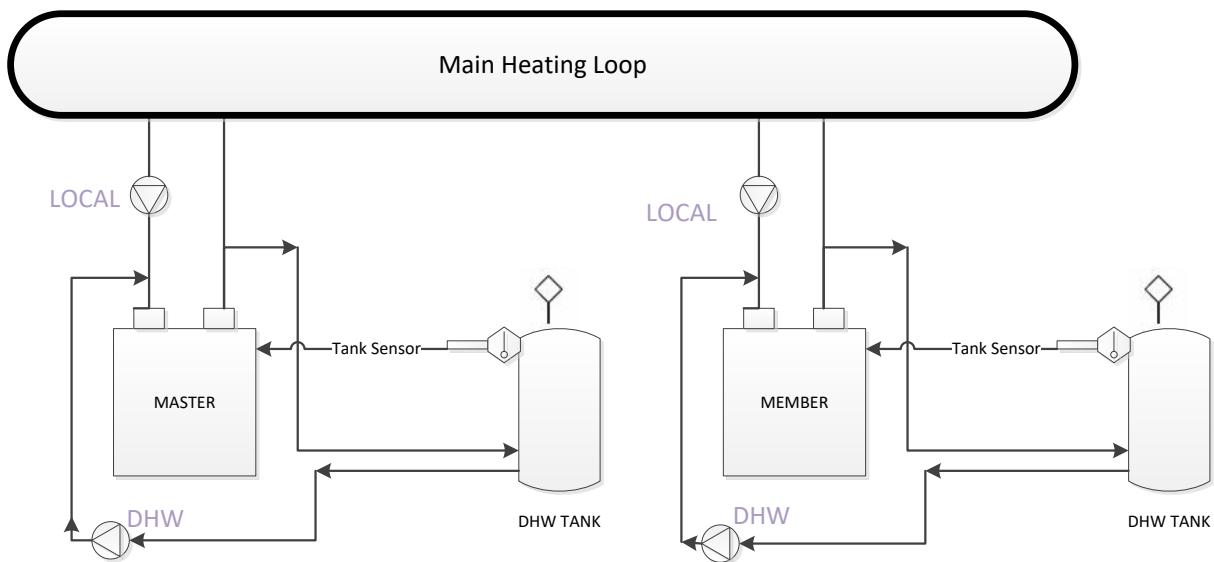 Main Heating Loop
LOCAL
LOCAL
Tank Sensor
Tank Sensor
MASTER
MEMBER
DHW
DHW
DHW TANK
DHW TANK